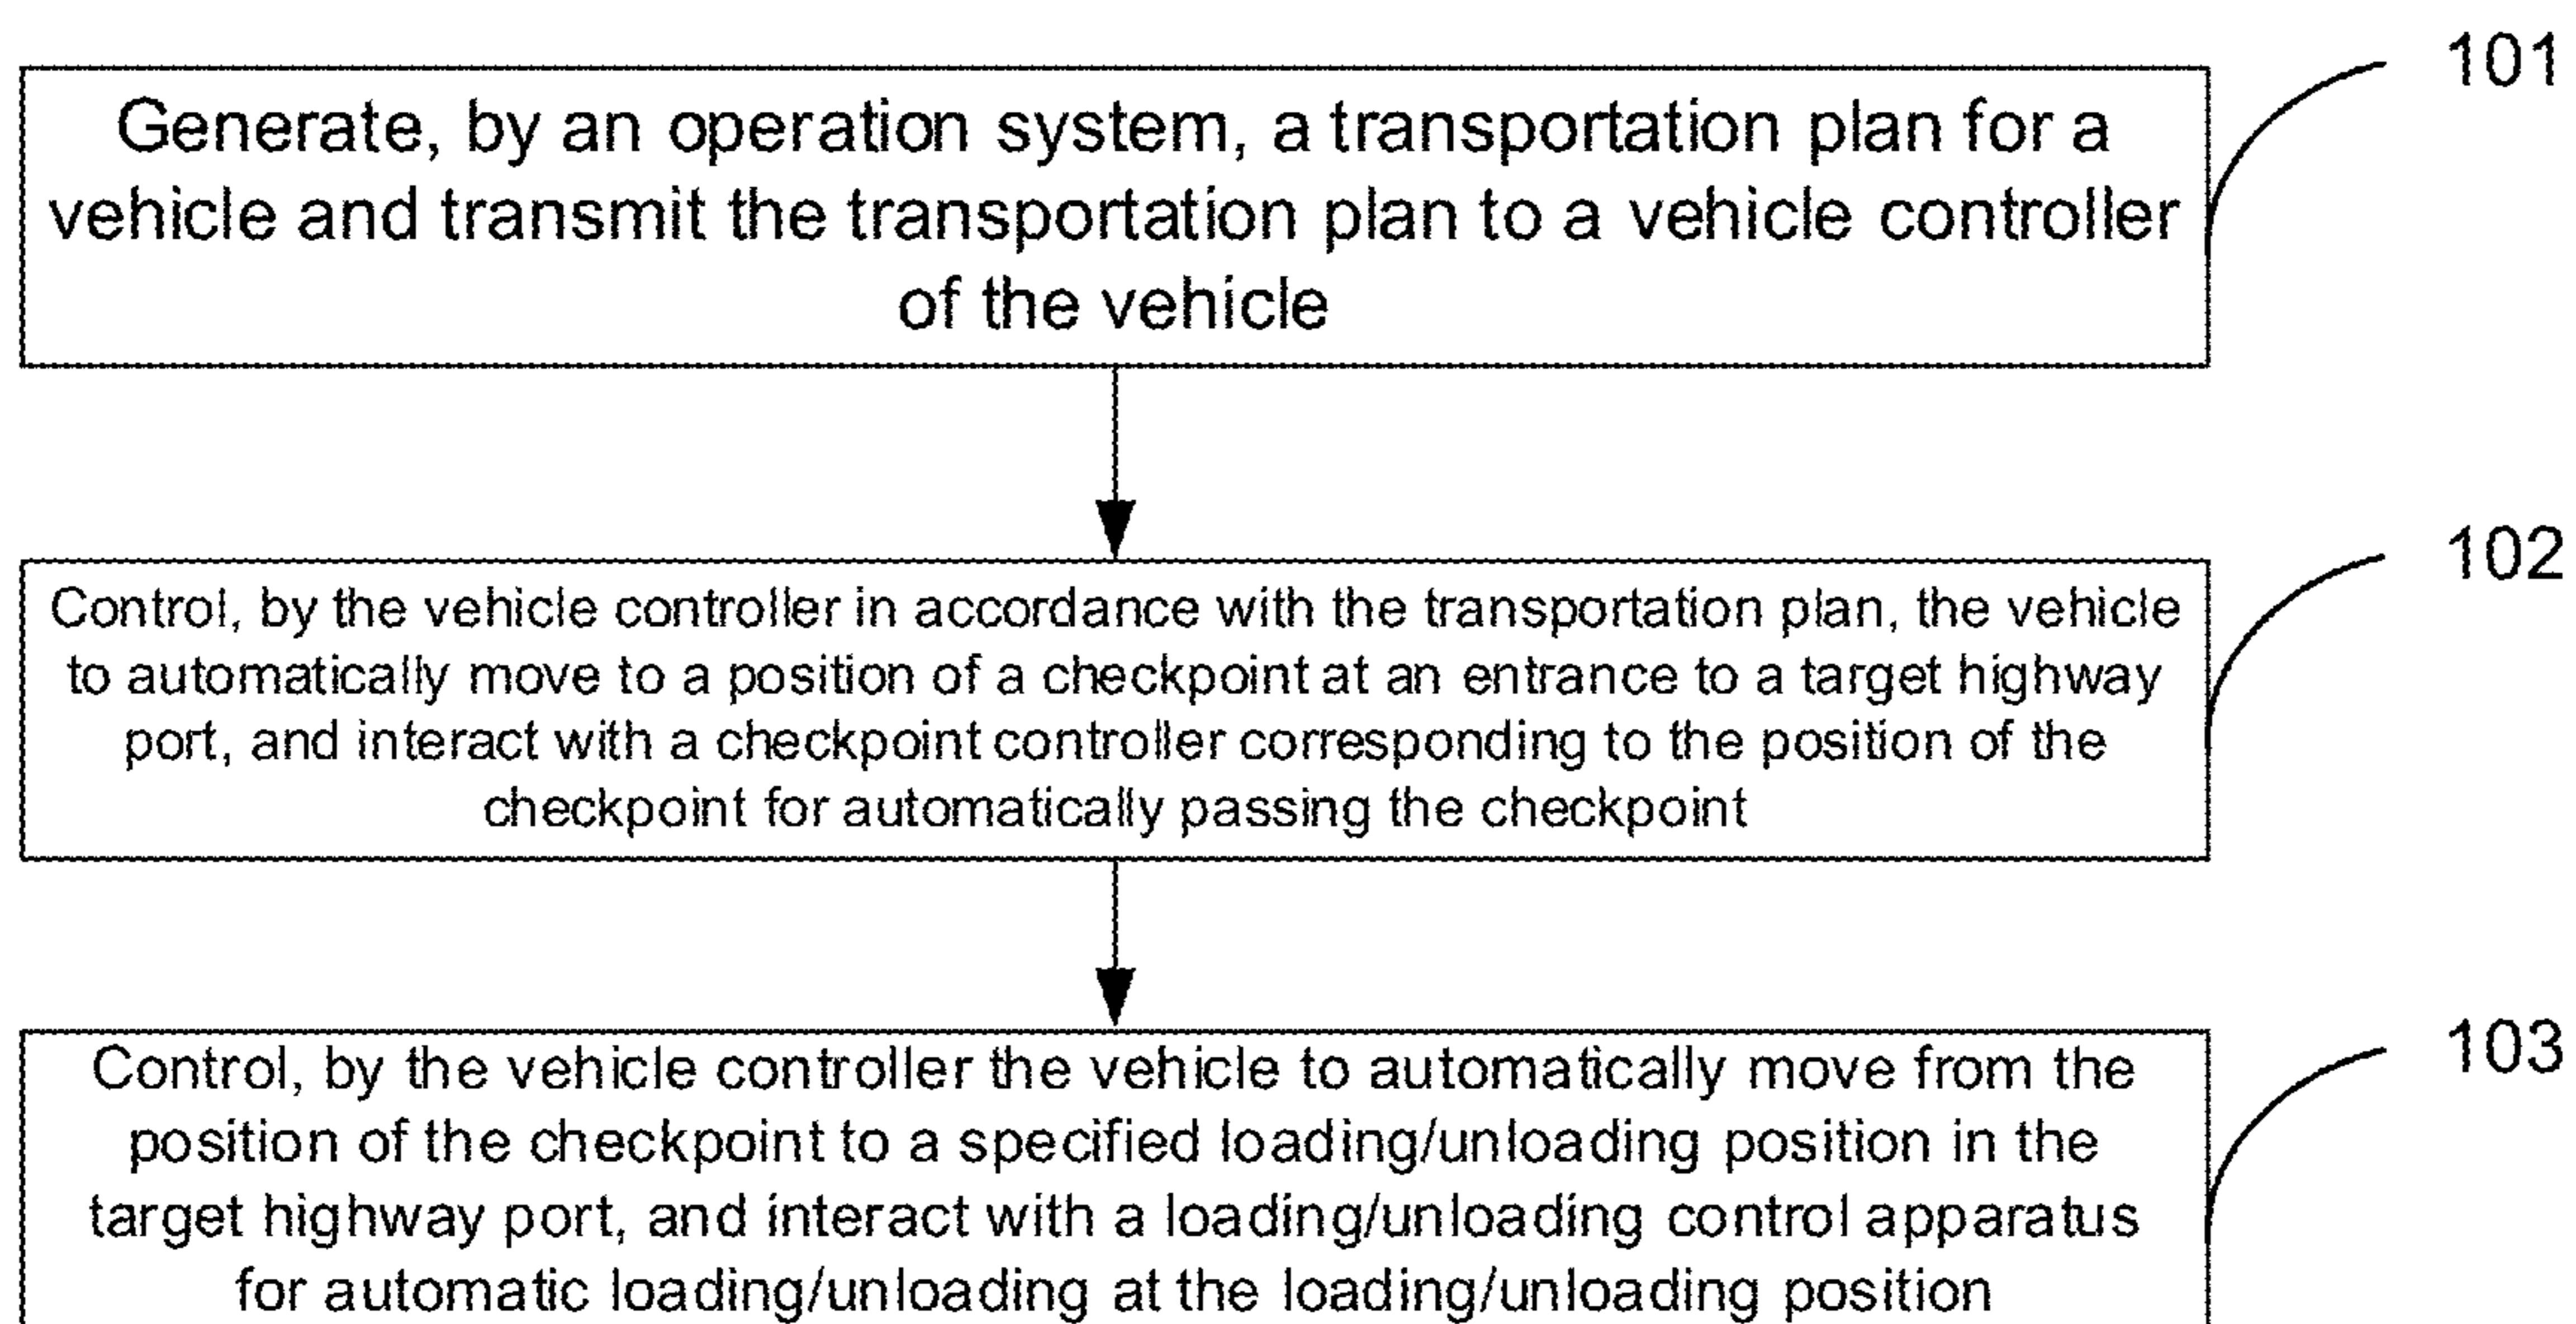 101
Generate, by an operation system, a transportation plan for a
vehicle and transmit the transportation plan to a vehicle controller
of the vehicle
102
Control, by the vehicle controller in accordance with the transportation plan, the vehicle
to automatically move to a position of a checkpoint at an entrance to a target highway
port, and interact with a checkpoint controller corresponding to the position of the
checkpoint for automatically passing the checkpoint
103
Control, by the vehicle controller the vehicle to automatically move from the
position of the checkpoint to a specified loading/unloading position in the
target highway port, and interact with a loading/unloading control apparatus
for automatic loading/unloading at the loading/unloading position